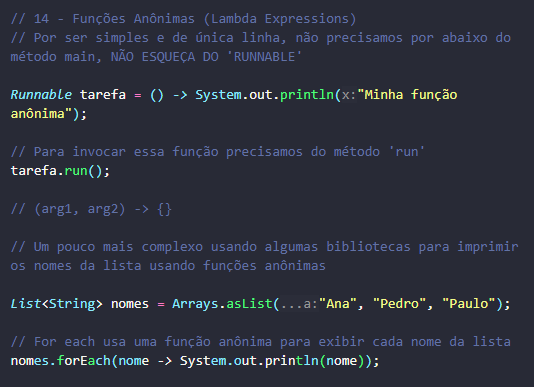 // 14 - Funções Anônimas (Lambda Expressions)
// Por ser simples e de única linha, não precisamos por abaixo do
método main, NÃO ESQUEÇA DO 'RUNNABLE'
Runnable tarefa = () -> System.out.println(x:"Minha função
anônima");
// Para invocar essa função precisamos do método 'run'
tarefa.run();
// (arg1, arg2) -> {}
// Um pouco mais complexo usando algumas bibliotecas para imprimir
os nomes da lista usando funções anônimas
List<String> nomes = Arrays.asList(...a:"Ana", "Pedro", "Paulo");
// For each usa uma função anônima para exibir cada nome da lista
nomes.forEach(nome -> System.out.println(nome));